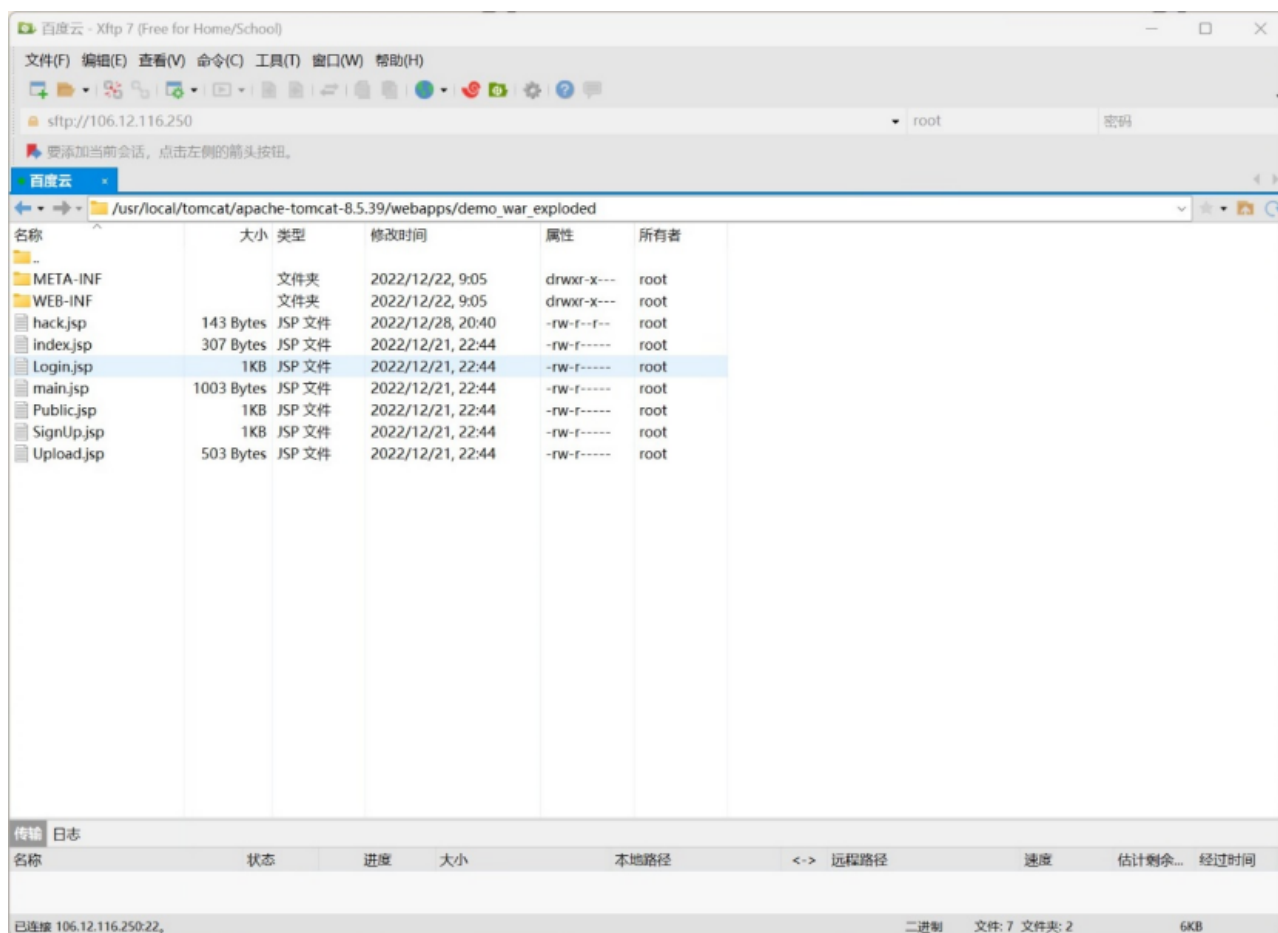 百度云 - Xftp 7 (Free for Home/School)
文件(F) 编辑(E) 查看(V) 命令(C) 工具(T) 窗口(W) 帮助(H)
sftp://106.12.116.250 root 密码
要添加当前会话，点击左侧的箭头按钮。
百度云 ×
/usr/local/tomcat/apache-tomcat-8.5.39/webapps/demo_war_exploded
名称 大小 类型 修改时间 属性 所有者
..
META-INF 文件夹 2022/12/22, 9:05 drwxr-x--- root
WEB-INF 文件夹 2022/12/22, 9:05 drwxr-x--- root
hack.jsp 143 Bytes JSP 文件 2022/12/28, 20:40 -rw-r--r-- root
index.jsp 307 Bytes JSP 文件 2022/12/21, 22:44 -rw-r----- root
Login.jsp 1KB JSP 文件 2022/12/21, 22:44 -rw-r----- root
main.jsp 1003 Bytes JSP 文件 2022/12/21, 22:44 -rw-r----- root
Public.jsp 1KB JSP 文件 2022/12/21, 22:44 -rw-r----- root
SignUp.jsp 1KB JSP 文件 2022/12/21, 22:44 -rw-r----- root
Upload.jsp 503 Bytes JSP 文件 2022/12/21, 22:44 -rw-r----- root
传输 日志
名称 状态 进度 大小 本地路径 <-> 远程路径 速度 估计剩余... 经过时间
已连接 106.12.116.250:22。 二进制 文件: 7 文件夹: 2 6KB